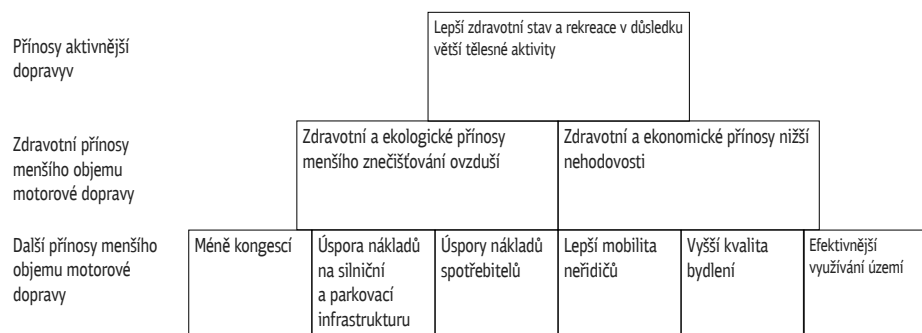 Přínosy aktivnější
dopravyv
Lepší zdravotní stav a rekreace v důsledku
větší tělesné aktivity
Zdravotní přínosy
menšího objemu
motorové dopravy
Zdravotní a ekologické přínosy
menšího znečišťování ovzduší
Zdravotní a ekonomické přínosy nižší
nehodovosti
Další přínosy menšího
objemu motorové
dopravy
Méně kongescí
Úspora nákladů
na silniční
a parkovací
infrastrukturu
Úspory nákladů
spotřebitelů
Lepší mobilita
neřidičů
Vyšší kvalita
bydlení
Efektivnější
využívání území